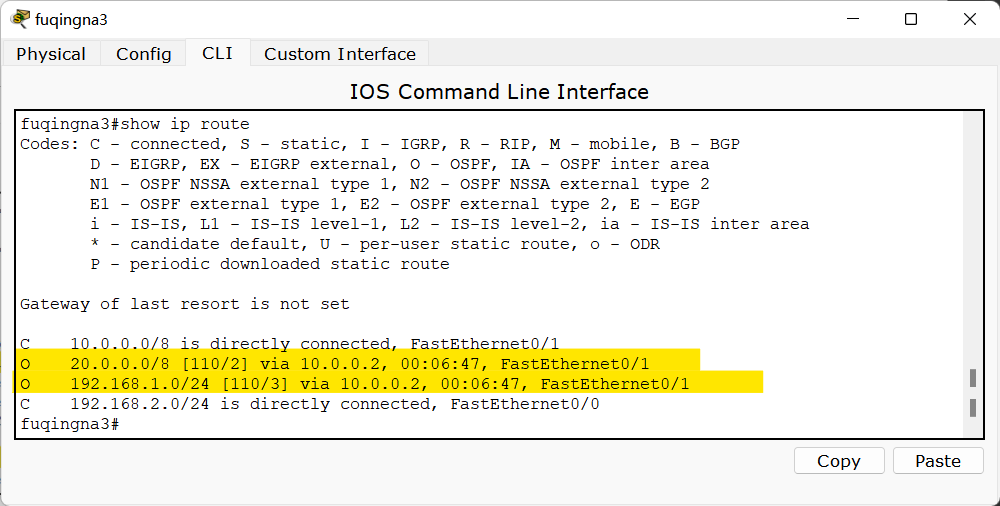 fuqingna3
Physical Config CLI Custom Interface
IOS Command Line Interface
fuqingna3#show ip route
Codes: C - connected, S - static, I - IGRP, R - RIP, M - mobile, B - BGP
       D - EIGRP, EX - EIGRP external, O - OSPF, IA - OSPF inter area
       N1 - OSPF NSSA external type 1, N2 - OSPF NSSA external type 2
       E1 - OSPF external type 1, E2 - OSPF external type 2, E - EGP
       i - IS-IS, L1 - IS-IS level-1, L2 - IS-IS level-2, ia - IS-IS inter area
       * - candidate default, U - per-user static route, o - ODR
       P - periodic downloaded static route
Gateway of last resort is not set
C    10.0.0.0/8 is directly connected, FastEthernet0/1
O    20.0.0.0/8 [110/2] via 10.0.0.2, 00:06:47, FastEthernet0/1
O    192.168.1.0/24 [110/3] via 10.0.0.2, 00:06:47, FastEthernet0/1
C    192.168.2.0/24 is directly connected, FastEthernet0/0
fuqingna3#
Copy Paste